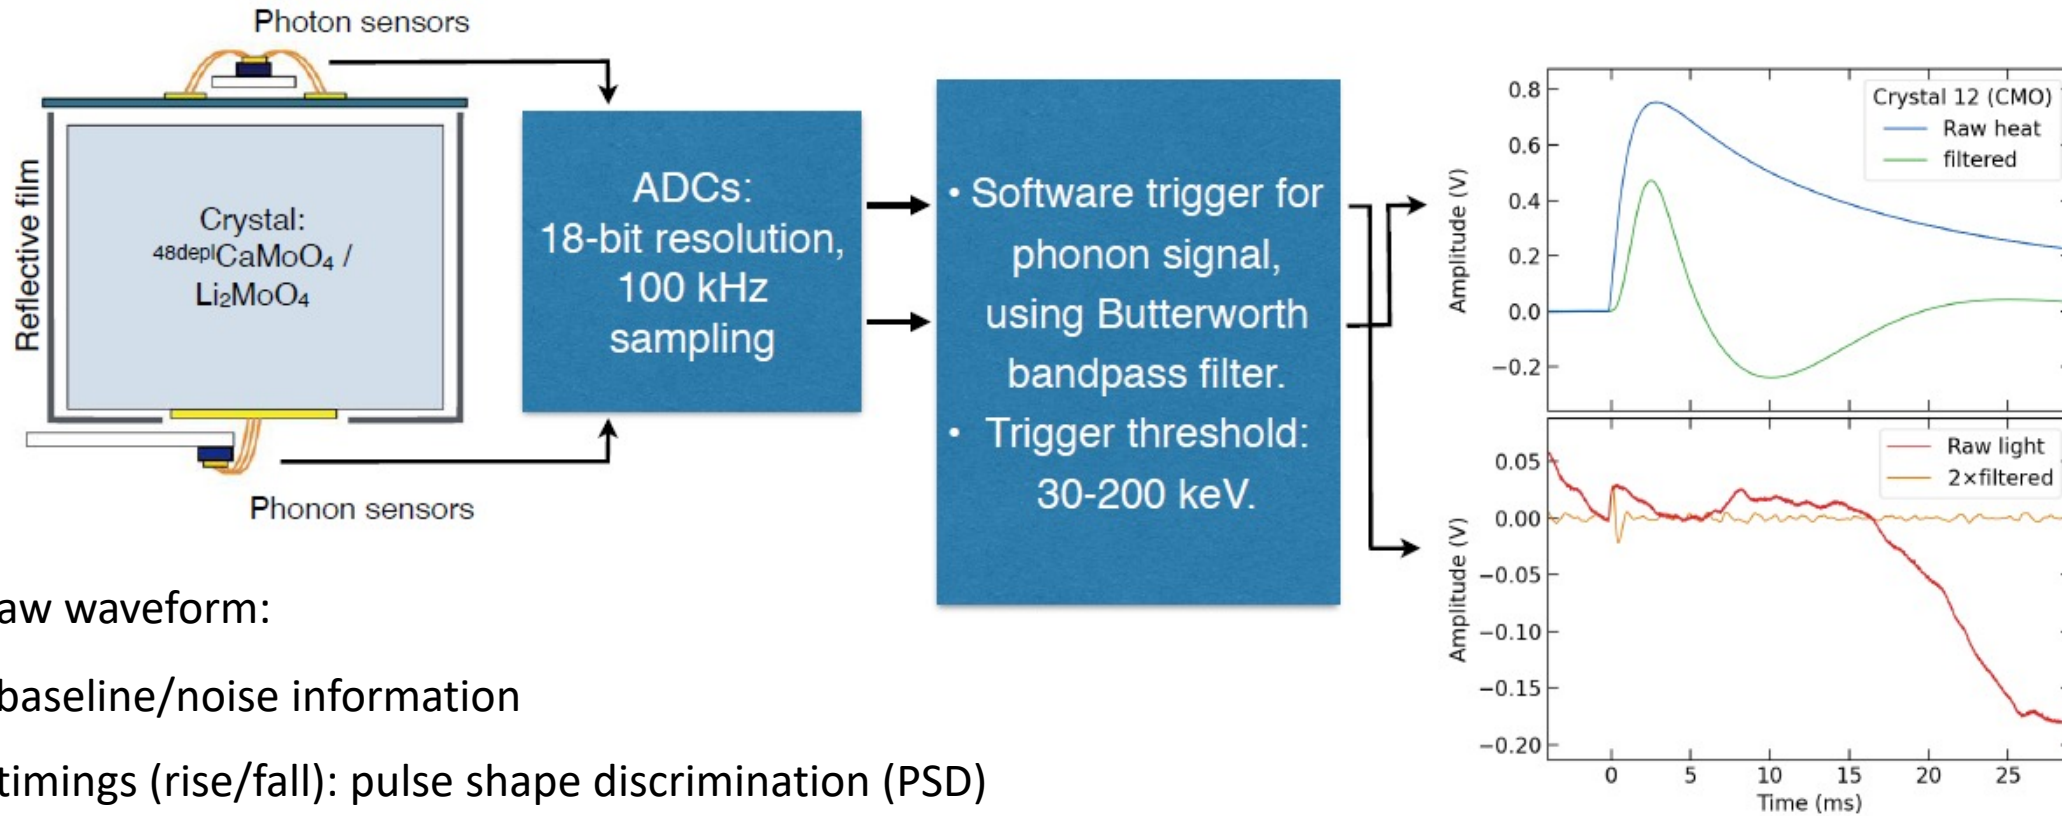 Photon sensors
Reflective film
Crystal:
⁴⁸ᵈᵉᵖˡCaMoO₄ /
Li₂MoO₄
Phonon sensors
ADCs:
18-bit resolution,
100 kHz
sampling
• Software trigger for
phonon signal,
using Butterworth
bandpass filter.
• Trigger threshold:
30-200 keV.
Crystal 12 (CMO)
Raw heat
filtered
Amplitude (V)
0.8
0.6
0.4
0.2
0.0
−0.2
Raw light
2×filtered
Amplitude (V)
0.05
0.00
−0.05
−0.10
−0.15
−0.20
0 5 10 15 20 25
Time (ms)
aw waveform:
baseline/noise information
timings (rise/fall): pulse shape discrimination (PSD)